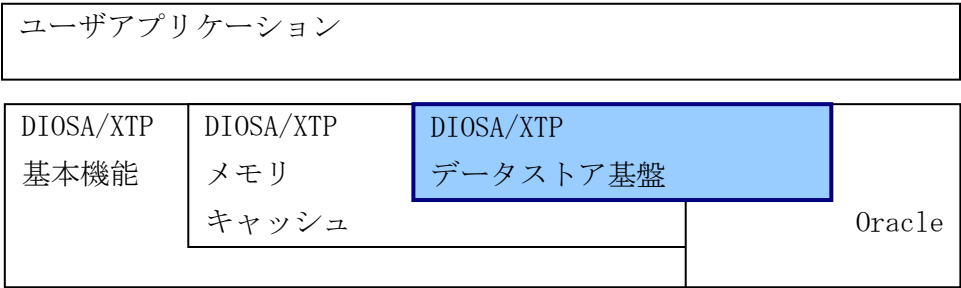 ユーザアプリケーション
DIOSA/XTP
基本機能
DIOSA/XTP
メモリ
キャッシュ
DIOSA/XTP
データストア基盤
Oracle